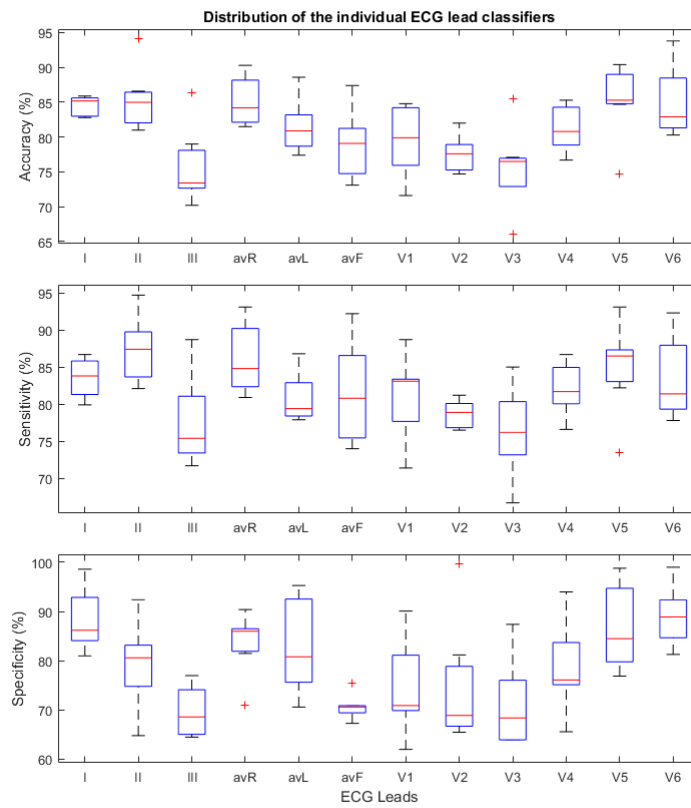 Distribution of the individual ECG lead classifiers
Accuracy (%)
95
90
85
80
75
70
65
I II III avR avL avF V1 V2 V3 V4 V5 V6
Sensitivity (%)
95
90
85
80
75
70
I II III avR avL avF V1 V2 V3 V4 V5 V6
Specificity (%)
100
90
80
70
60
I II III avR avL avF V1 V2 V3 V4 V5 V6
ECG Leads